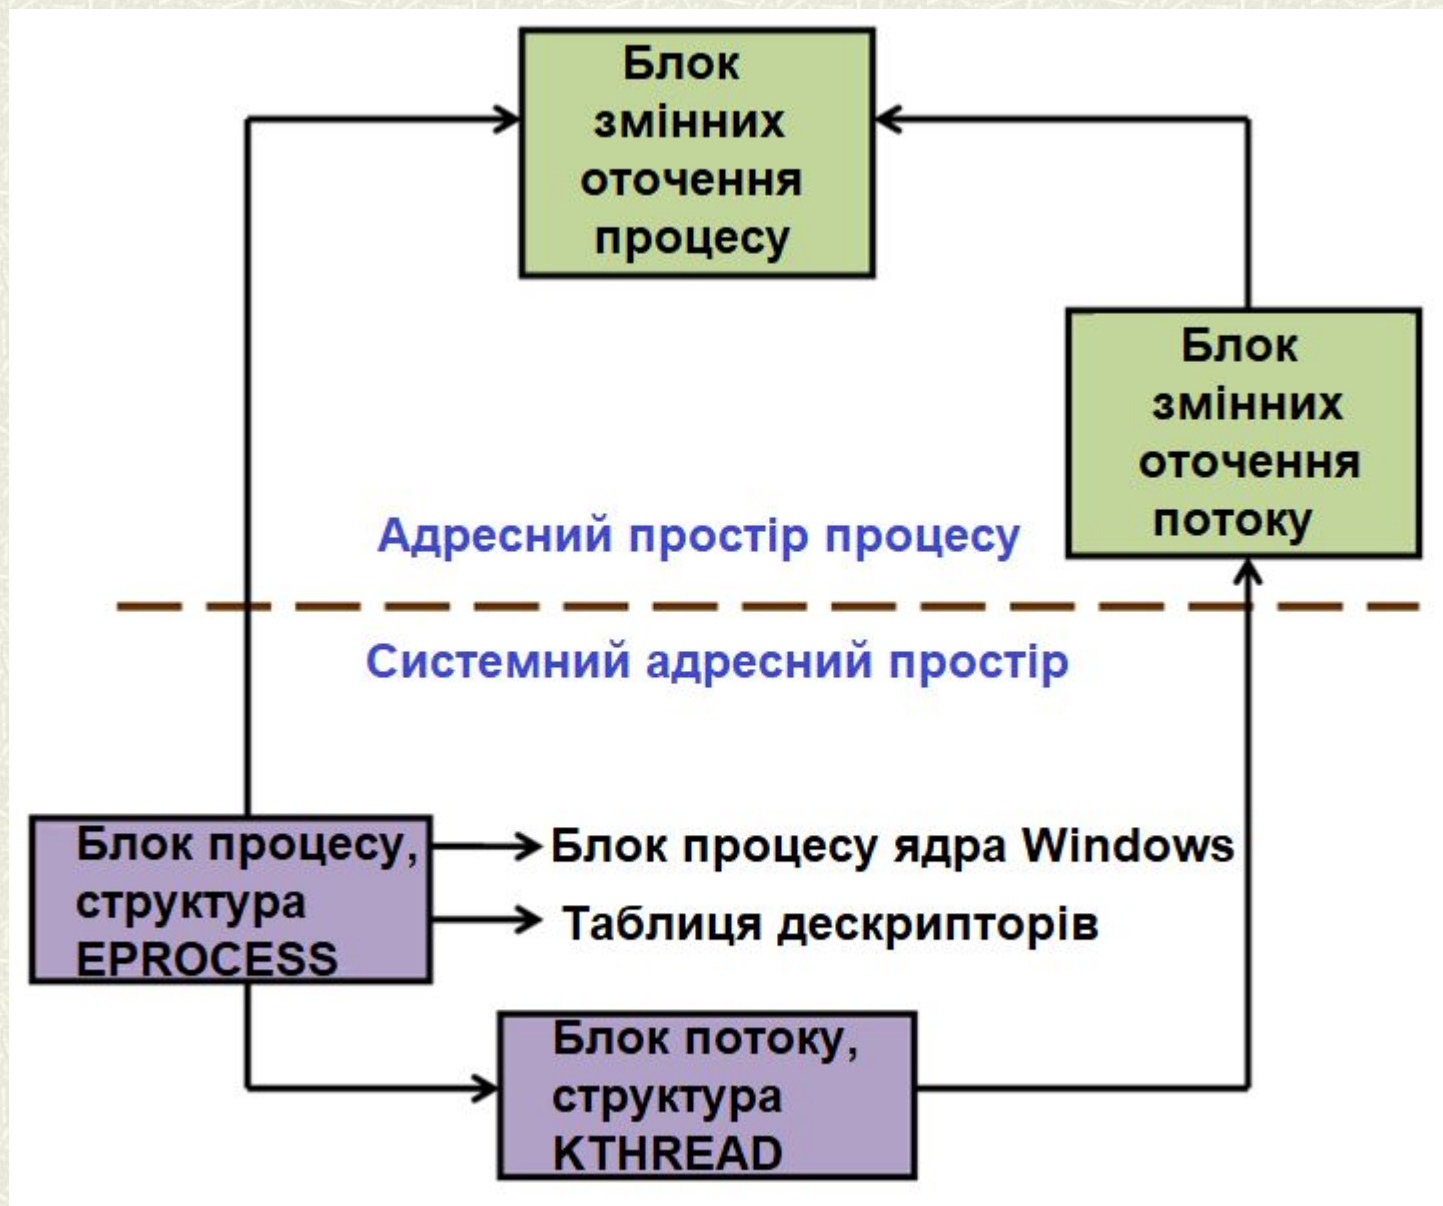 Блок
змінних
оточення
процесу
Блок
змінних
оточення
потоку
Адресний простір процесу
Системний адресний простір
Блок процесу,
структура
EPROCESS
Блок процесу ядра Windows
Таблиця дескрипторів
Блок потоку,
структура
KTHREAD